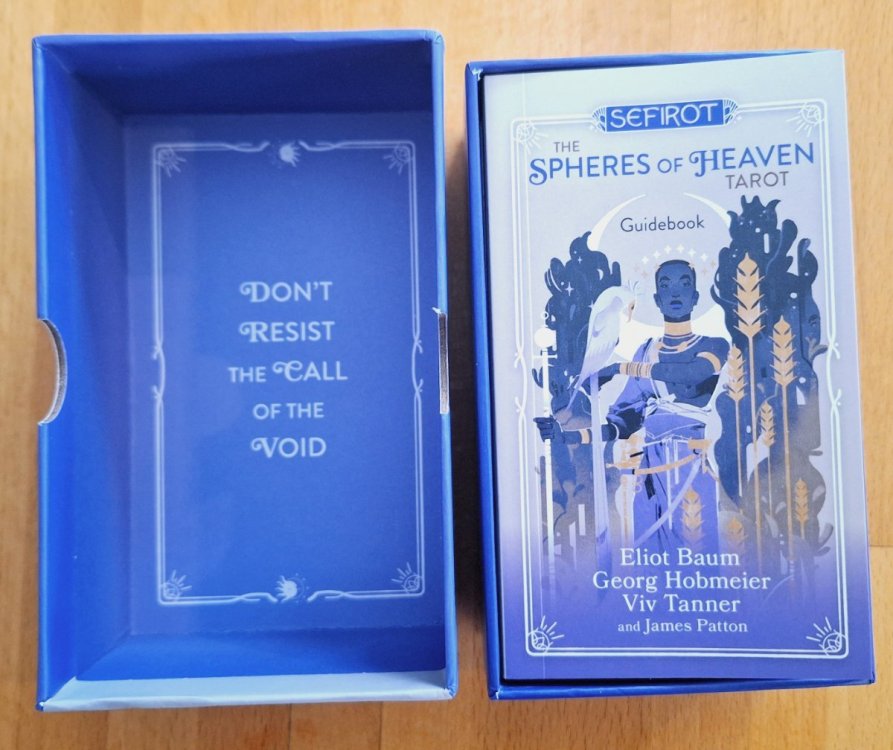 DON'T
RESIST
THE CALL
OF THE
VOID
SEFIROT
THE
SPHERES OF HEAVEN
TAROT
Guidebook
Eliot Baum
Georg Hobmeier
Viv Tanner
and James Patton